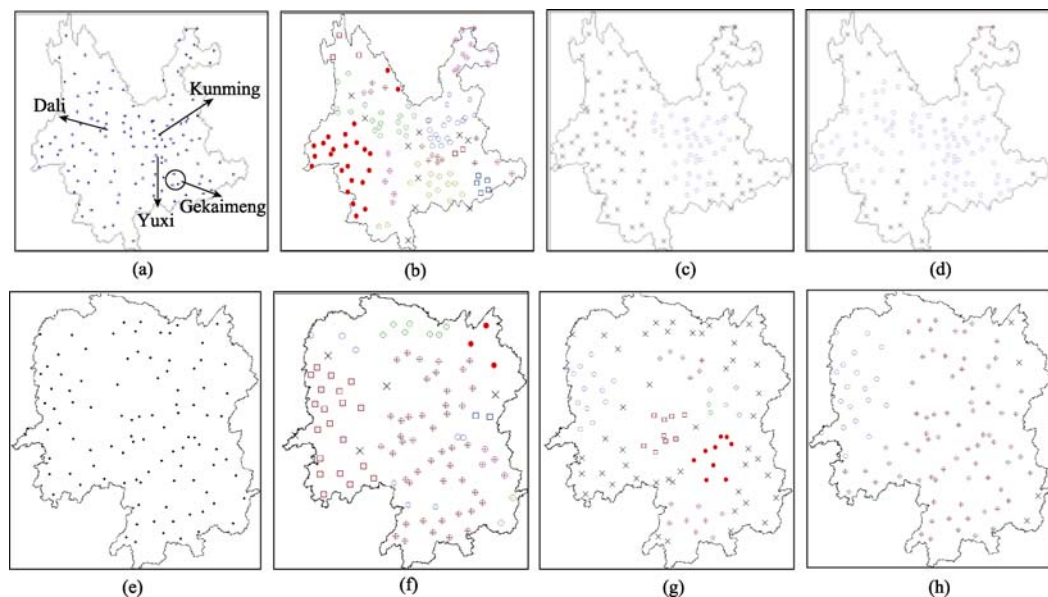 Kunming
Dali
Gekaimeng
Yuxi
(a) (b) (c) (d)
(e) (f) (g) (h)